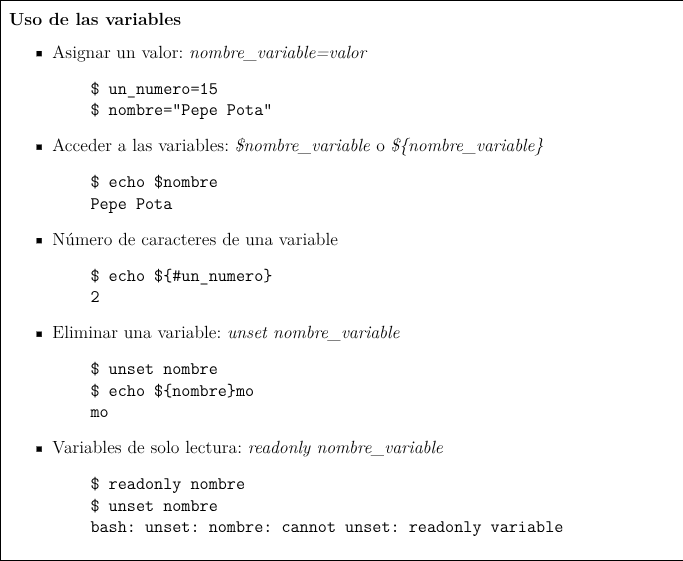 Uso de las variables
▪ Asignar un valor: nombre_variable=valor
$ un_numero=15
$ nombre="Pepe Pota"
▪ Acceder a las variables: $nombre_variable o ${nombre_variable}
$ echo $nombre
Pepe Pota
▪ Número de caracteres de una variable
$ echo ${#un_numero}
2
▪ Eliminar una variable: unset nombre_variable
$ unset nombre
$ echo ${nombre}mo
mo
▪ Variables de solo lectura: readonly nombre_variable
$ readonly nombre
$ unset nombre
bash: unset: nombre: cannot unset: readonly variable